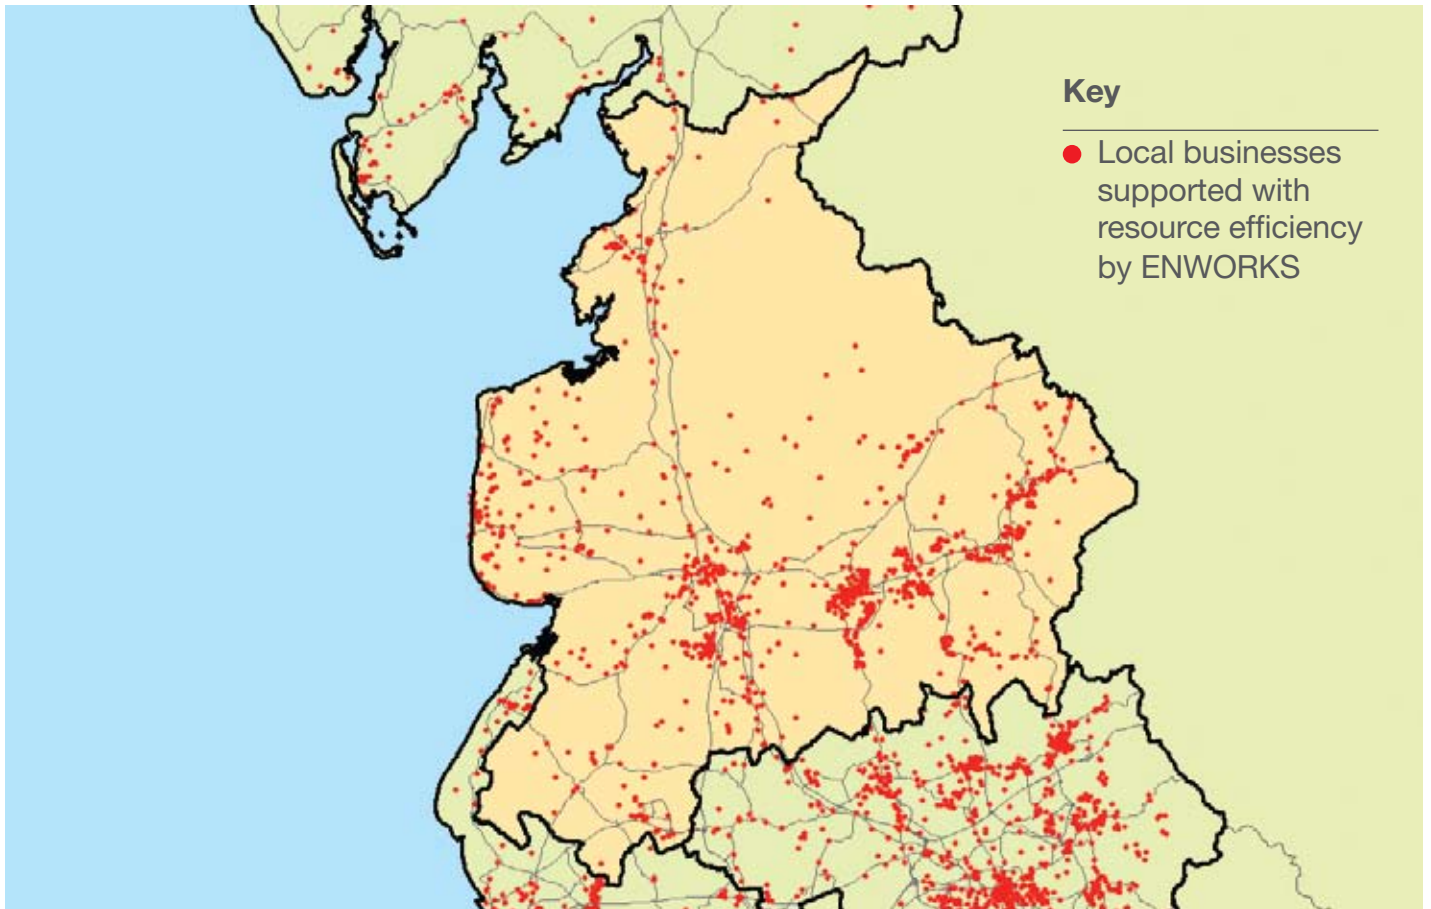 Key
Local businesses
supported with
resource efficiency
by ENWORKS